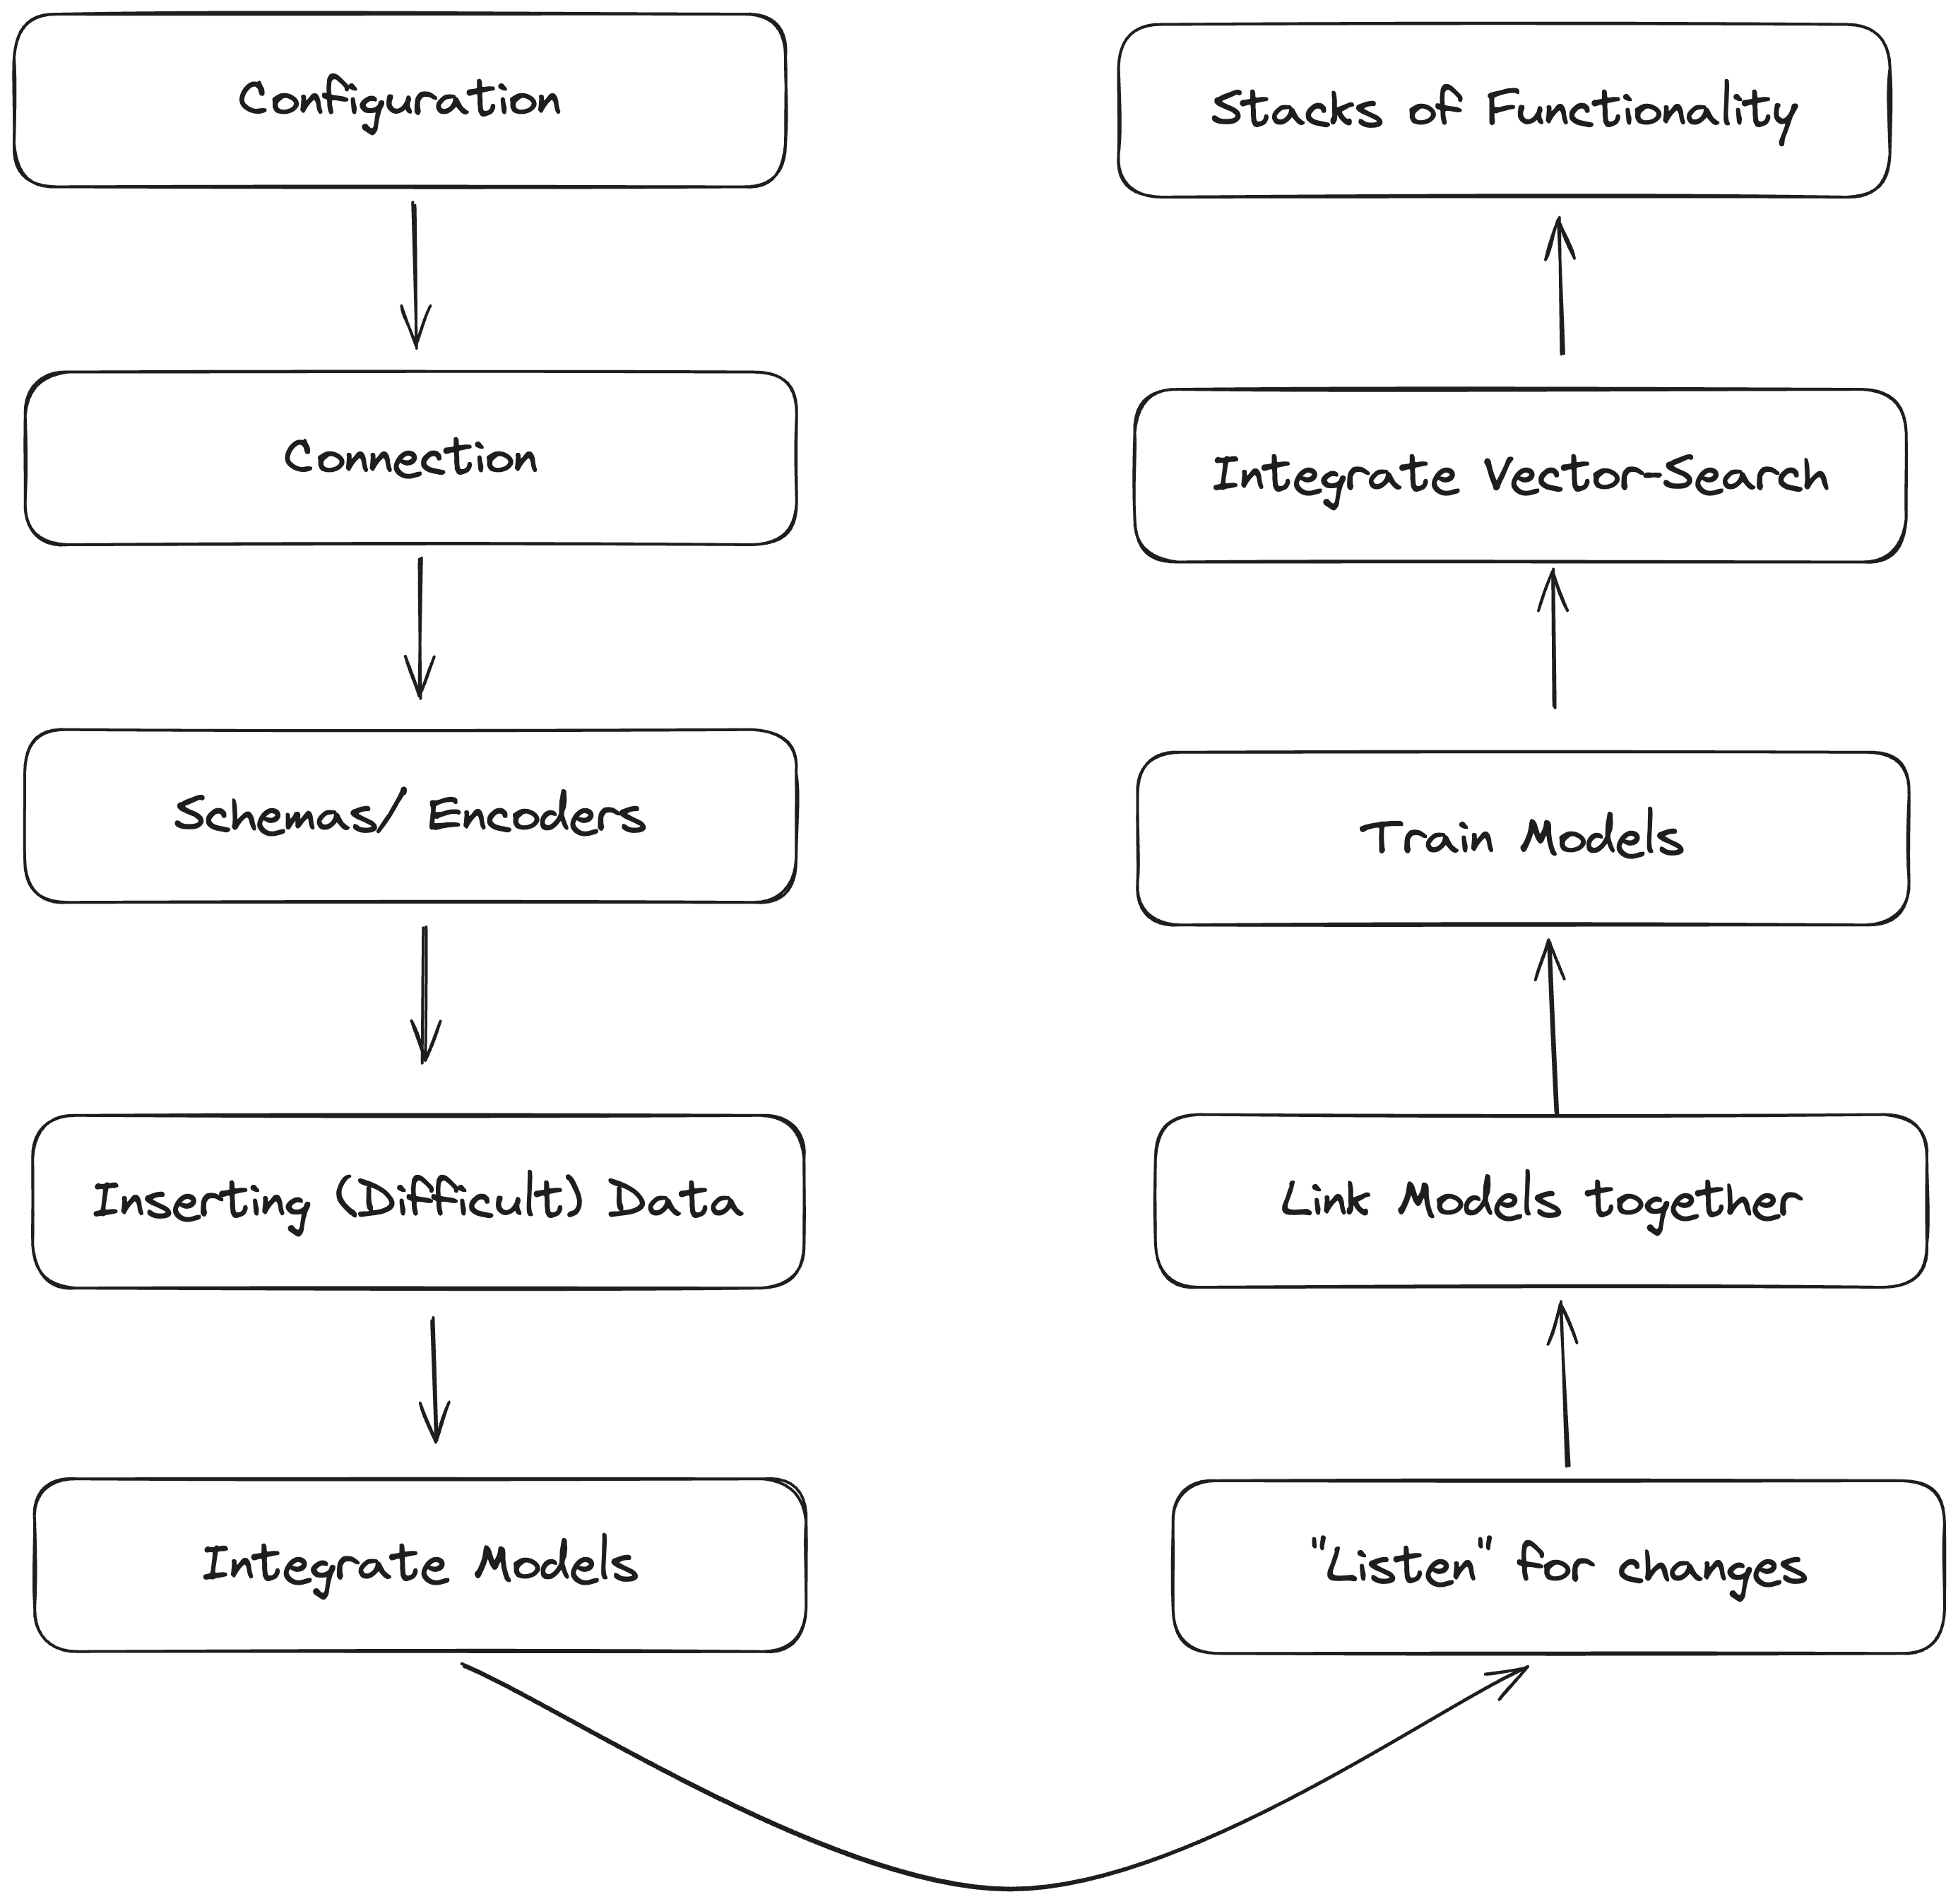 Configuration
Connection
Schemas/ Encoders
Inserting (Difficult) Data
Integrate Models
"Listen" for changes
Link Models together
Train Models
Integrate Vector-Search
Stacks of Functionality